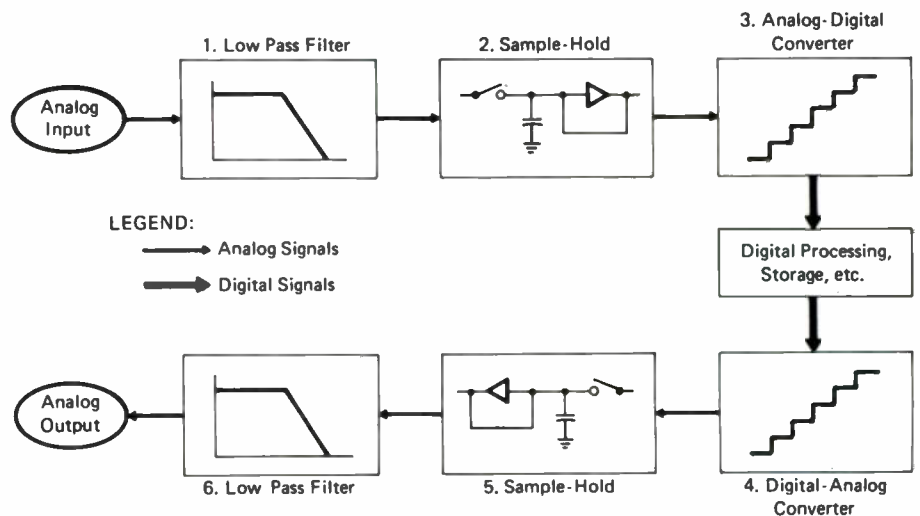 1. Low Pass Filter
2. Sample-Hold
3. Analog-Digital
Converter
Analog
Input
LEGEND:
Analog Signals
Digital Signals
Digital Processing,
Storage, etc.
Analog
Output
6. Low Pass Filter
5. Sample-Hold
4. Digital-Analog
Converter